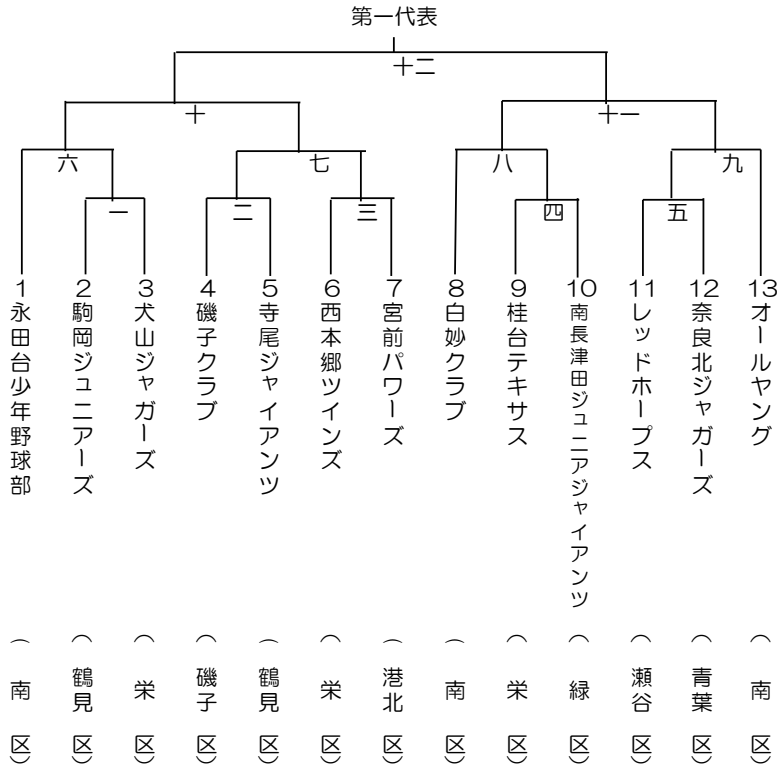 第一代表
十二
十
十一
六
七
八
九
一
二
三
四
五
1永田台少年野球部(南区)
2駒岡ジュニアーズ(鶴見区)
3犬山ジャガーズ(栄区)
4磯子クラブ(磯子区)
5寺尾ジャイアンツ(鶴見区)
6西本郷ツインズ(栄区)
7宮前パワーズ(港北区)
8白妙クラブ(南区)
9桂台テキサス(栄区)
10南長津田ジュニアジャイアンツ(緑区)
11レッドホープス(瀬谷区)
12奈良北ジャガーズ(青葉区)
13オールヤング(南区)